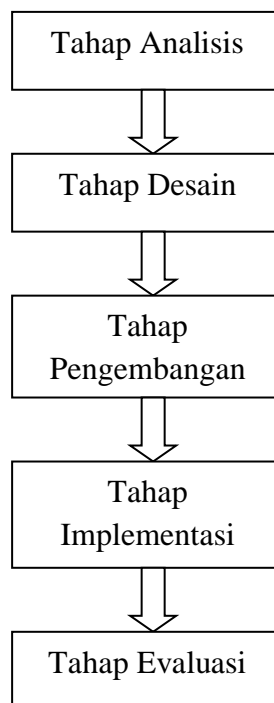 Tahap Analisis
Tahap Desain
Tahap
Pengembangan
Tahap
Implementasi
Tahap Evaluasi